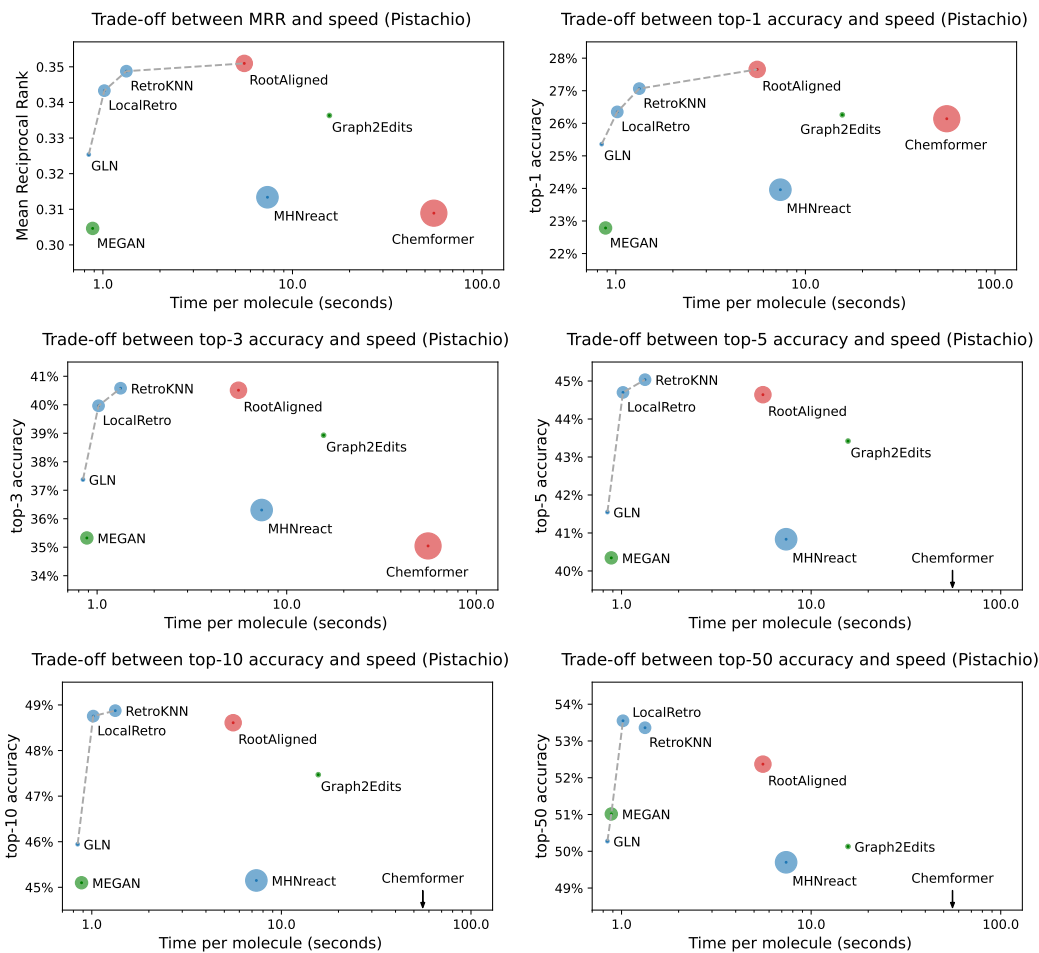 Trade-off between MRR and speed (Pistachio)
Mean Reciprocal Rank
0.35
0.34
0.33
0.32
0.31
0.30
RootAligned
RetroKNN
LocalRetro
Graph2Edits
GLN
MHNreact
Chemformer
MEGAN
1.0
10.0
100.0
Time per molecule (seconds)
Trade-off between top-1 accuracy and speed (Pistachio)
top-1 accuracy
28%
27%
26%
25%
24%
23%
22%
RootAligned
RetroKNN
LocalRetro
Graph2Edits
Chemformer
GLN
MHNreact
MEGAN
1.0
10.0
100.0
Time per molecule (seconds)
Trade-off between top-3 accuracy and speed (Pistachio)
top-3 accuracy
41%
40%
39%
38%
37%
36%
35%
34%
RetroKNN
RootAligned
LocalRetro
Graph2Edits
GLN
MHNreact
MEGAN
Chemformer
1.0
10.0
100.0
Time per molecule (seconds)
Trade-off between top-5 accuracy and speed (Pistachio)
top-5 accuracy
45%
44%
43%
42%
41%
40%
RetroKNN
LocalRetro
RootAligned
Graph2Edits
GLN
MHNreact
MEGAN
Chemformer
1.0
10.0
100.0
Time per molecule (seconds)
Trade-off between top-10 accuracy and speed (Pistachio)
top-10 accuracy
49%
48%
47%
46%
45%
RetroKNN
LocalRetro
RootAligned
Graph2Edits
GLN
MEGAN
MHNreact
Chemformer
1.0
10.0
100.0
Time per molecule (seconds)
Trade-off between top-50 accuracy and speed (Pistachio)
top-50 accuracy
54%
53%
52%
51%
50%
49%
LocalRetro
RetroKNN
RootAligned
MEGAN
GLN
Graph2Edits
MHNreact
Chemformer
1.0
10.0
100.0
Time per molecule (seconds)